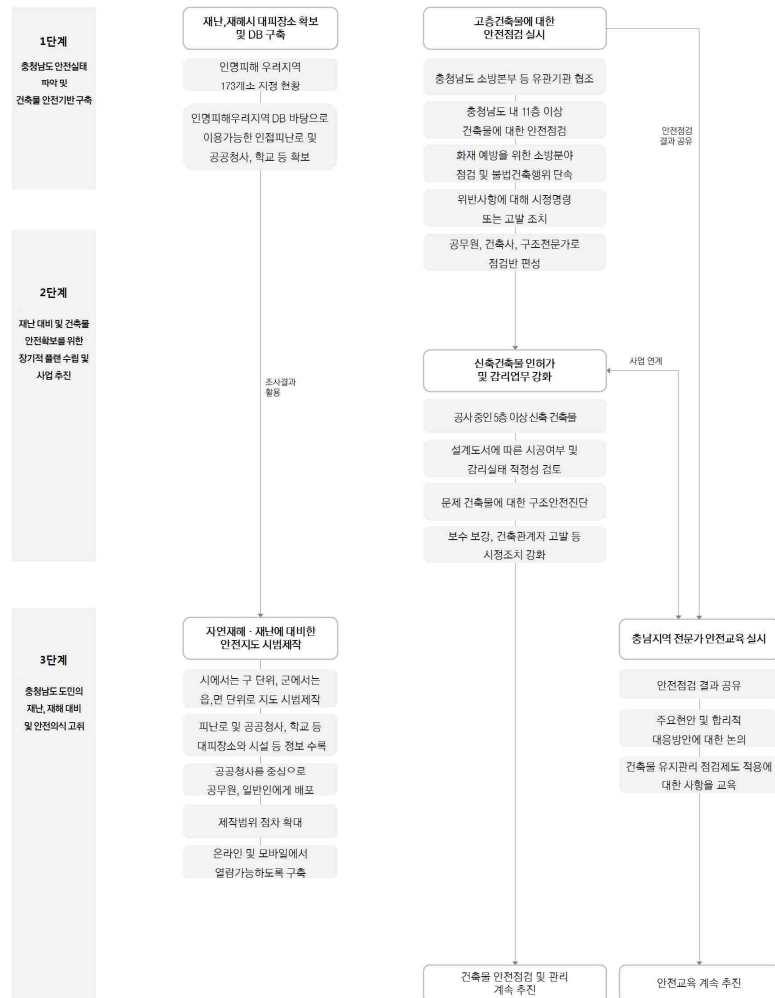 1단계
충청남도 안전실태
파악 및
건축물 안전기반 구축
재난,재해시 대피장소 확보
및 DB 구축
인명피해 우려지역
173개소 지정 현황
인명피해우려지역 DB 바탕으로
이용가능한 인접피난로 및
공공청사, 학교 등 확보
고층건축물에 대한
안전점검 실시
충청남도 소방본부 등 유관기관 협조
충청남도 내 11층 이상
건축물에 대한 안전점검
화재 예방을 위한 소방분야
점검 및 불법건축행위 단속
위반사항에 대해 시정명령
또는 고발 조치
공무원, 건축사, 구조전문가로
점검반 편성
안전점검
결과 공유
2단계
재난 대비 및 건축물
안전확보를 위한
장기적 플랜 수립 및
사업 추진
조사결과
활용
신축건축물 인허가
및 감리업무 강화
사업 연계
공사 중인 5층 이상 신축 건축물
설계도서에 따른 시공여부 및
감리실태 적정성 검토
문제 건축물에 대한 구조안전진단
보수 보강, 건축관계자 고발 등
시정조치 강화
3단계
충청남도 도민의
재난, 재해 대비
및 안전의식 고취
자연재해 · 재난에 대비한
안전지도 시범제작
시에서는 구 단위, 군에서는
읍,면 단위로 지도 시범제작
피난로 및 공공청사, 학교 등
대피장소와 시설 등 정보 수록
공공청사를 중심으로
공무원, 일반인에게 배포
제작범위 점차 확대
온라인 및 모바일에서
열람가능하도록 구축
충남지역 전문가 안전교육 실시
안전점검 결과 공유
주요현안 및 합리적
대응방안에 대한 논의
건축물 유지관리 점검제도 적용에
대한 사항을 교육
건축물 안전점검 및 관리
계속 추진
안전교육 계속 추진